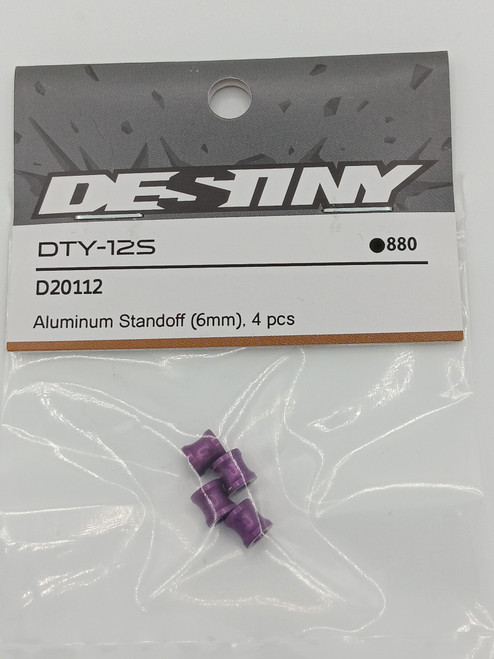 DESTINY
DTY-12S ●880
D20112
Aluminum Standoff (6mm), 4 pcs